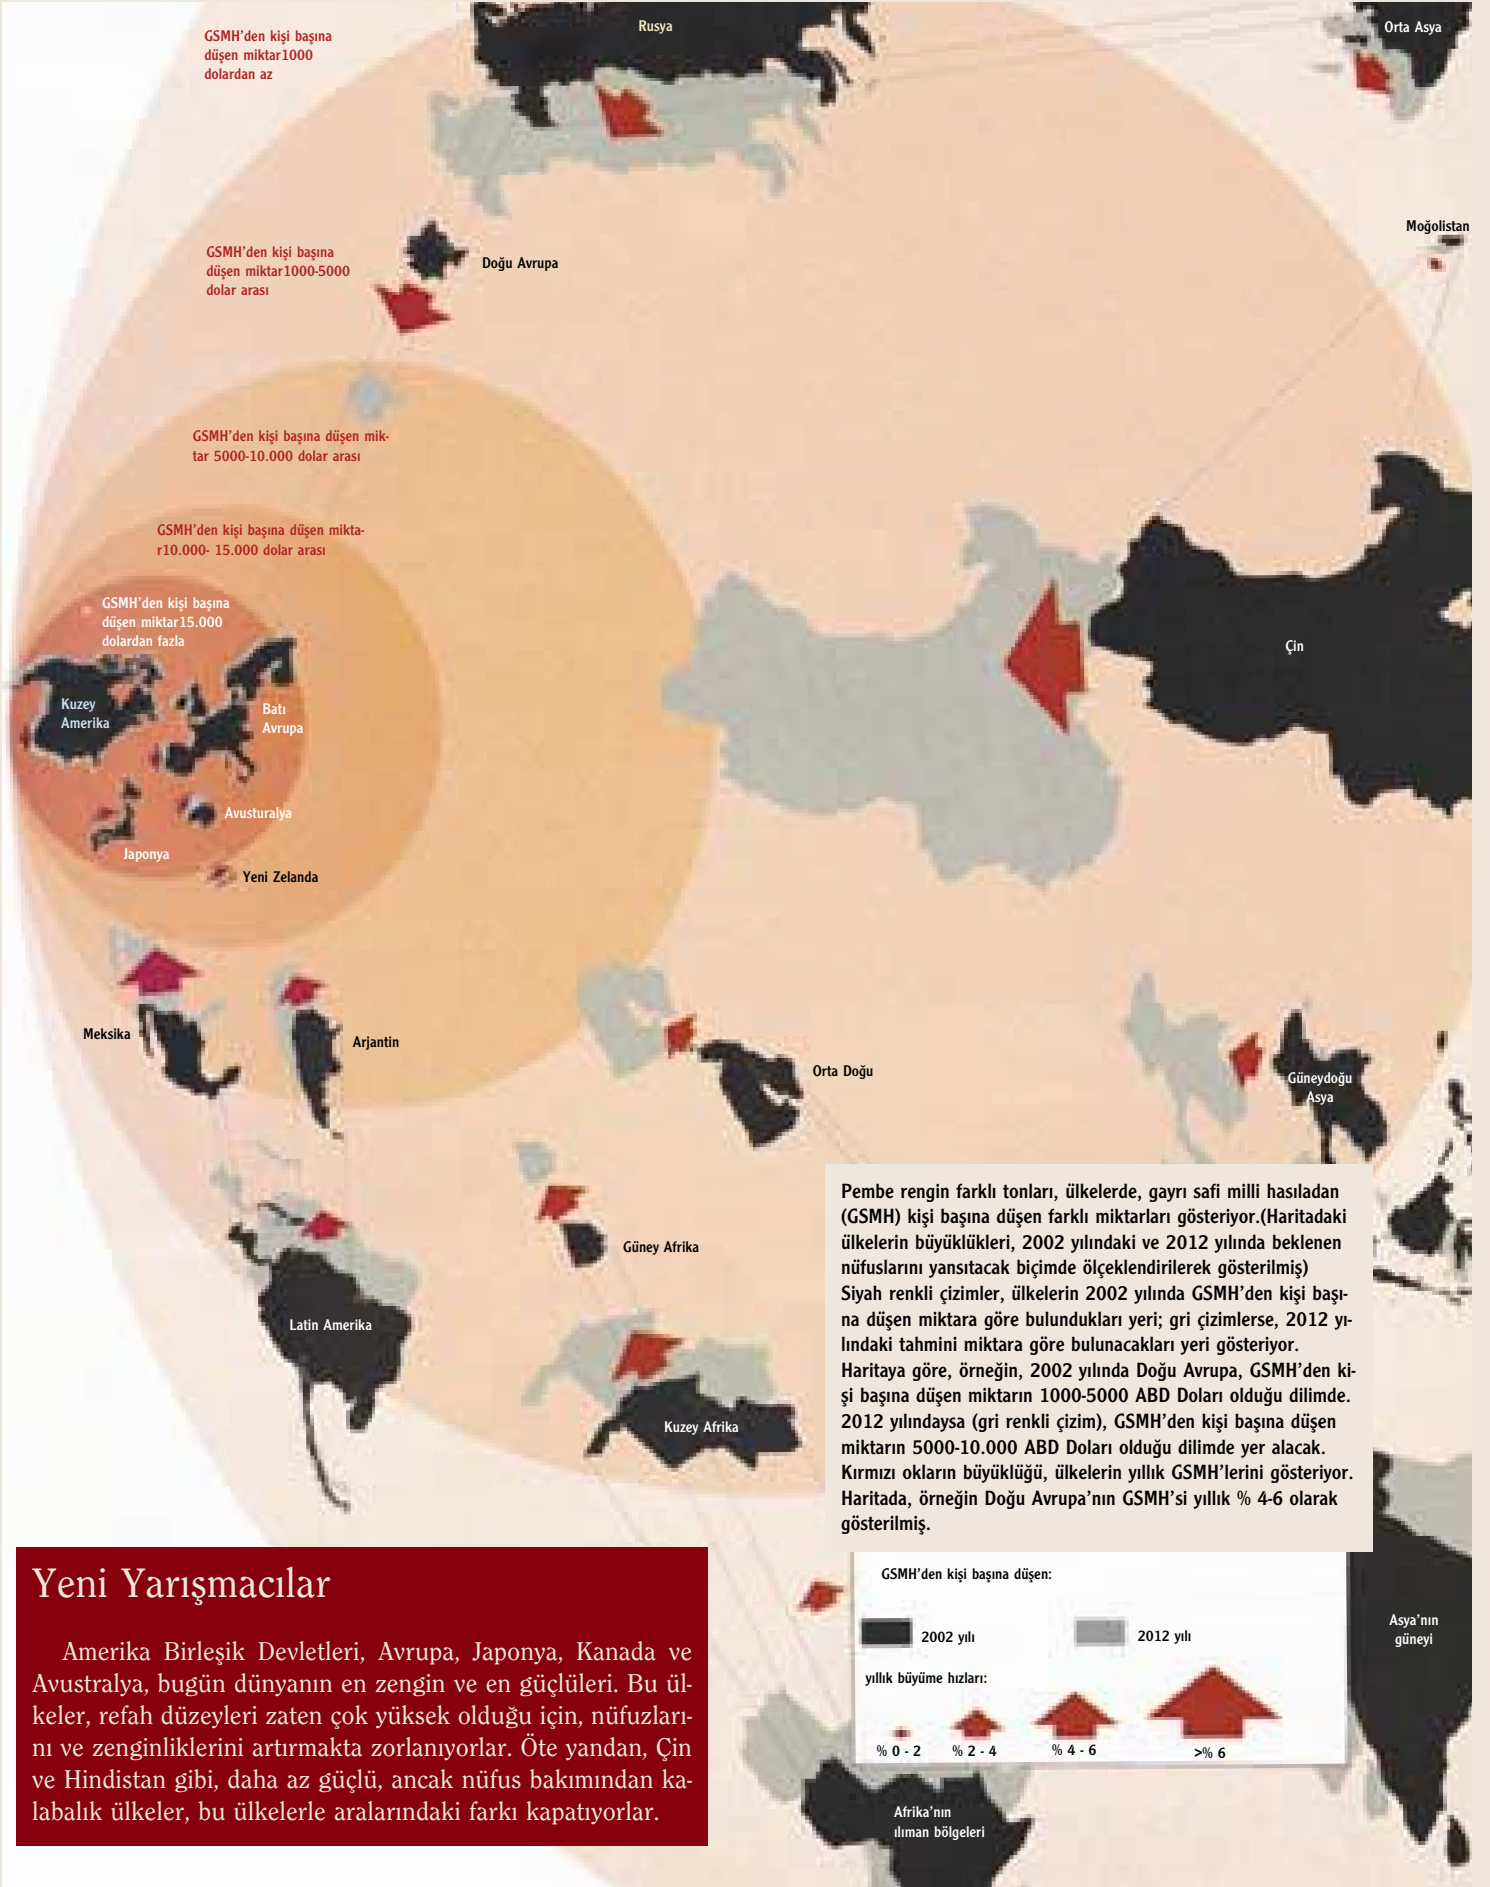 GSMH'den kişi başına
düşen miktar1000
dolardan az
Rusya
Orta Asya
Moğolistan
GSMH'den kişi başına
düşen miktar1000-5000
dolar arası
Doğu Avrupa
GSMH'den kişi başına düşen mik-
tar 5000-10.000 dolar arası
GSMH'den kişi başına düşen mikta-
r10.000- 15.000 dolar arası
GSMH'den kişi başına
düşen miktar15.000
dolardan fazla
Kuzey
Amerika
Batı
Avrupa
Avusturalya
Japonya
Yeni Zelanda
Çin
Meksika
Arjantin
Orta Doğu
Güneydoğu
Asya
Güney Afrika
Latin Amerika
Kuzey Afrika
Pembe rengin farklı tonları, ülkelerde, gayrı safi milli hasıladan
(GSMH) kişi başına düşen farklı miktarları gösteriyor.(Haritadaki
ülkelerin büyüklükleri, 2002 yılındaki ve 2012 yılında beklenen
nüfuslarını yansıtacak biçimde ölçeklendirilerek gösterilmiş)
Siyah renkli çizimler, ülkelerin 2002 yılında GSMH'den kişi başı-
na düşen miktara göre bulundukları yeri; gri çizimlerse, 2012 yı-
lındaki tahmini miktara göre bulunacakları yeri gösteriyor.
Haritaya göre, örneğin, 2002 yılında Doğu Avrupa, GSMH'den ki-
şi başına düşen miktarın 1000-5000 ABD Doları olduğu dilimde.
2012 yılındaysa (gri renkli çizim), GSMH'den kişi başına düşen
miktarın 5000-10.000 ABD Doları olduğu dilimde yer alacak.
Kırmızı okların büyüklüğü, ülkelerin yıllık GSMH'lerini gösteriyor.
Haritada, örneğin Doğu Avrupa'nın GSMH'si yıllık % 4-6 olarak
gösterilmiş.
Yeni Yarışmacılar
Amerika Birleşik Devletleri, Avrupa, Japonya, Kanada ve
Avustralya, bugün dünyanın en zengin ve en güçlüleri. Bu ül-
keler, refah düzeyleri zaten çok yüksek olduğu için, nüfuzları-
nı ve zenginliklerini artırmakta zorlanıyorlar. Öte yandan, Çin
ve Hindistan gibi, daha az güçlü, ancak nüfus bakımından ka-
labalık ülkeler, bu ülkelerle aralarındaki farkı kapatıyorlar.
GSMH'den kişi başına düşen:
2002 yılı
2012 yılı
yıllık büyüme hızları:
% 0 - 2
% 2 - 4
% 4 - 6
>% 6
Asya'nın
güneyi
Afrika'nın
ılıman bölgeleri